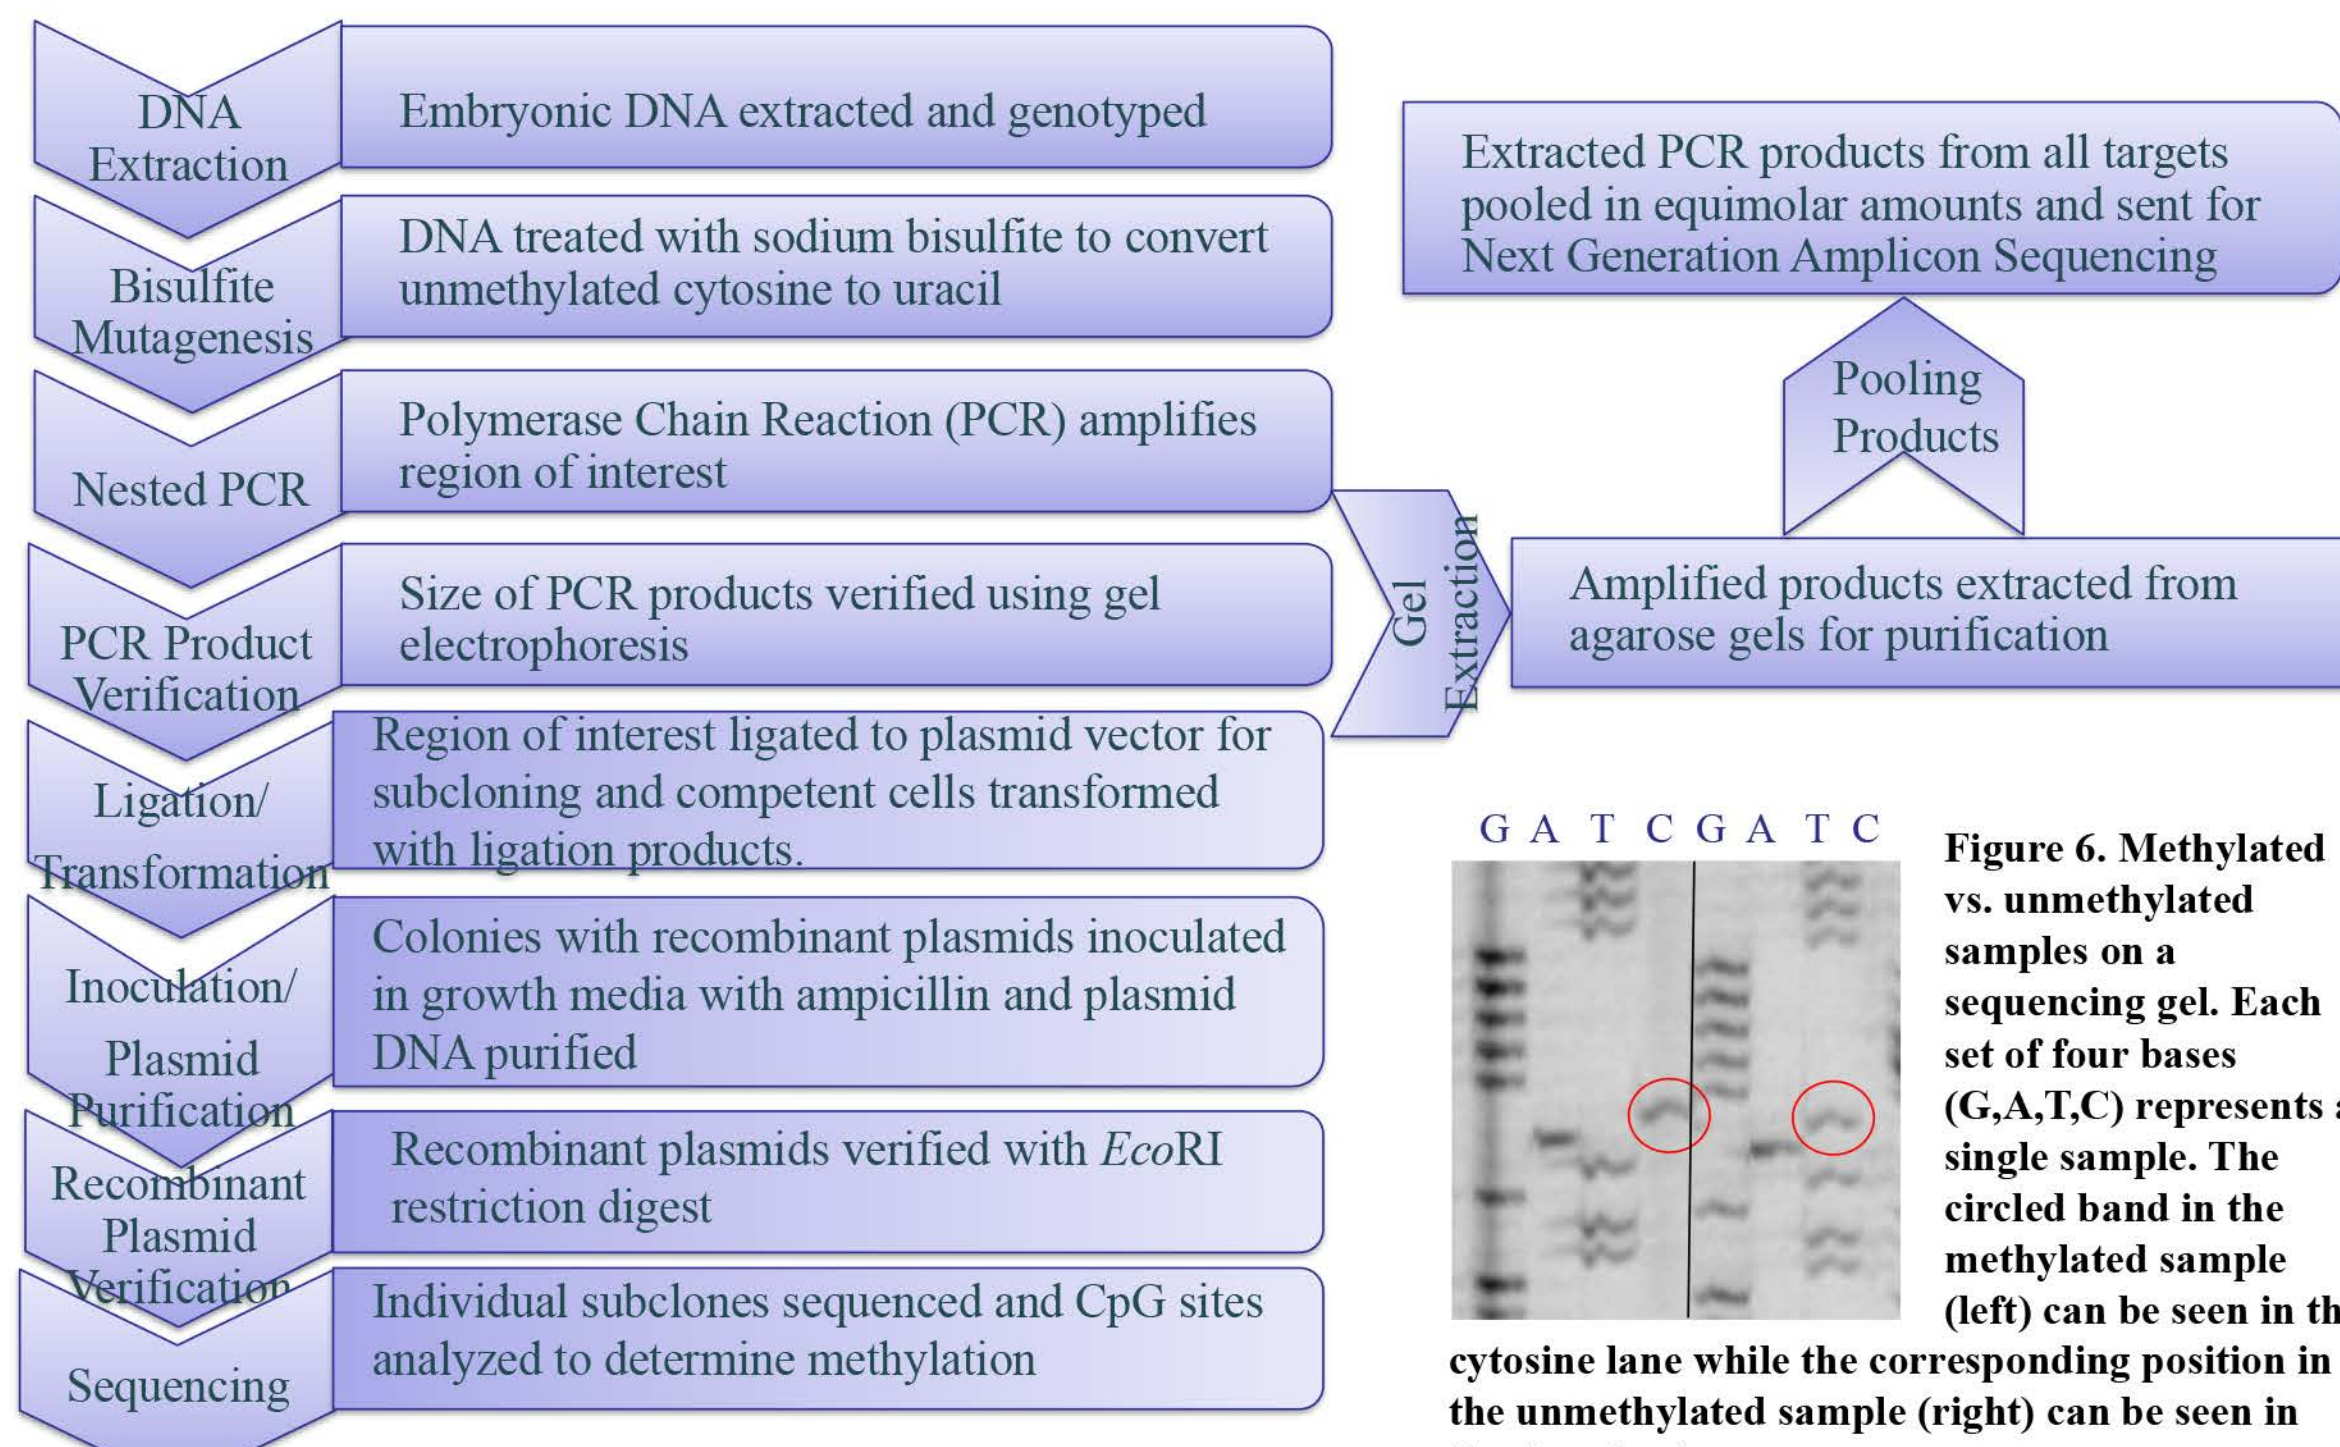 DNA
Extraction
Embryonic DNA extracted and genotyped
Bisulfite
Mutagenesis
DNA treated with sodium bisulfite to convert
unmethylated cytosine to uracil
Nested PCR
Polymerase Chain Reaction (PCR) amplifies
region of interest
PCR Product
Verification
Size of PCR products verified using gel
electrophoresis
Ligation/
Transformation
Region of interest ligated to plasmid vector for
subcloning and competent cells transformed
with ligation products.
Inoculation/
Plasmid
Purification
Colonies with recombinant plasmids inoculated
in growth media with ampicillin and plasmid
DNA purified
Recombinant
Plasmid
Verification
Recombinant plasmids verified with EcoRI
restriction digest
Sequencing
Individual subclones sequenced and CpG sites
analyzed to determine methylation
Gel
Extraction
Amplified products extracted from
agarose gels for purification
Pooling
Products
Extracted PCR products from all targets
pooled in equimolar amounts and sent for
Next Generation Amplicon Sequencing
G A T C G A T C
Figure 6. Methylated
vs. unmethylated
samples on a
sequencing gel. Each
set of four bases
(G,A,T,C) represents
single sample. The
circled band in the
methylated sample
(left) can be seen in
cytosine lane while the corresponding position in
the unmethylated sample (right) can be seen in